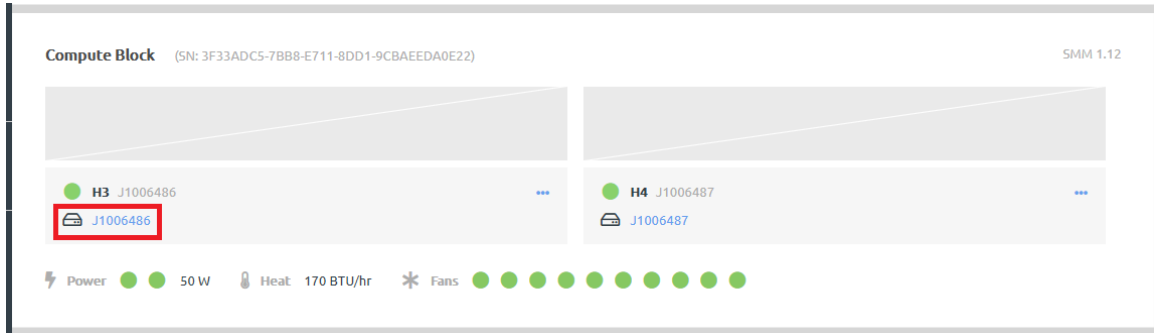 Compute Block (SN: 3F33ADC5-7BB8-E711-8DD1-9CBAEEDA0E22) SMM 1.12
H3 J1006486 •••
J1006486
H4 J1006487 •••
J1006487
Power 50 W Heat 170 BTU/hr Fans